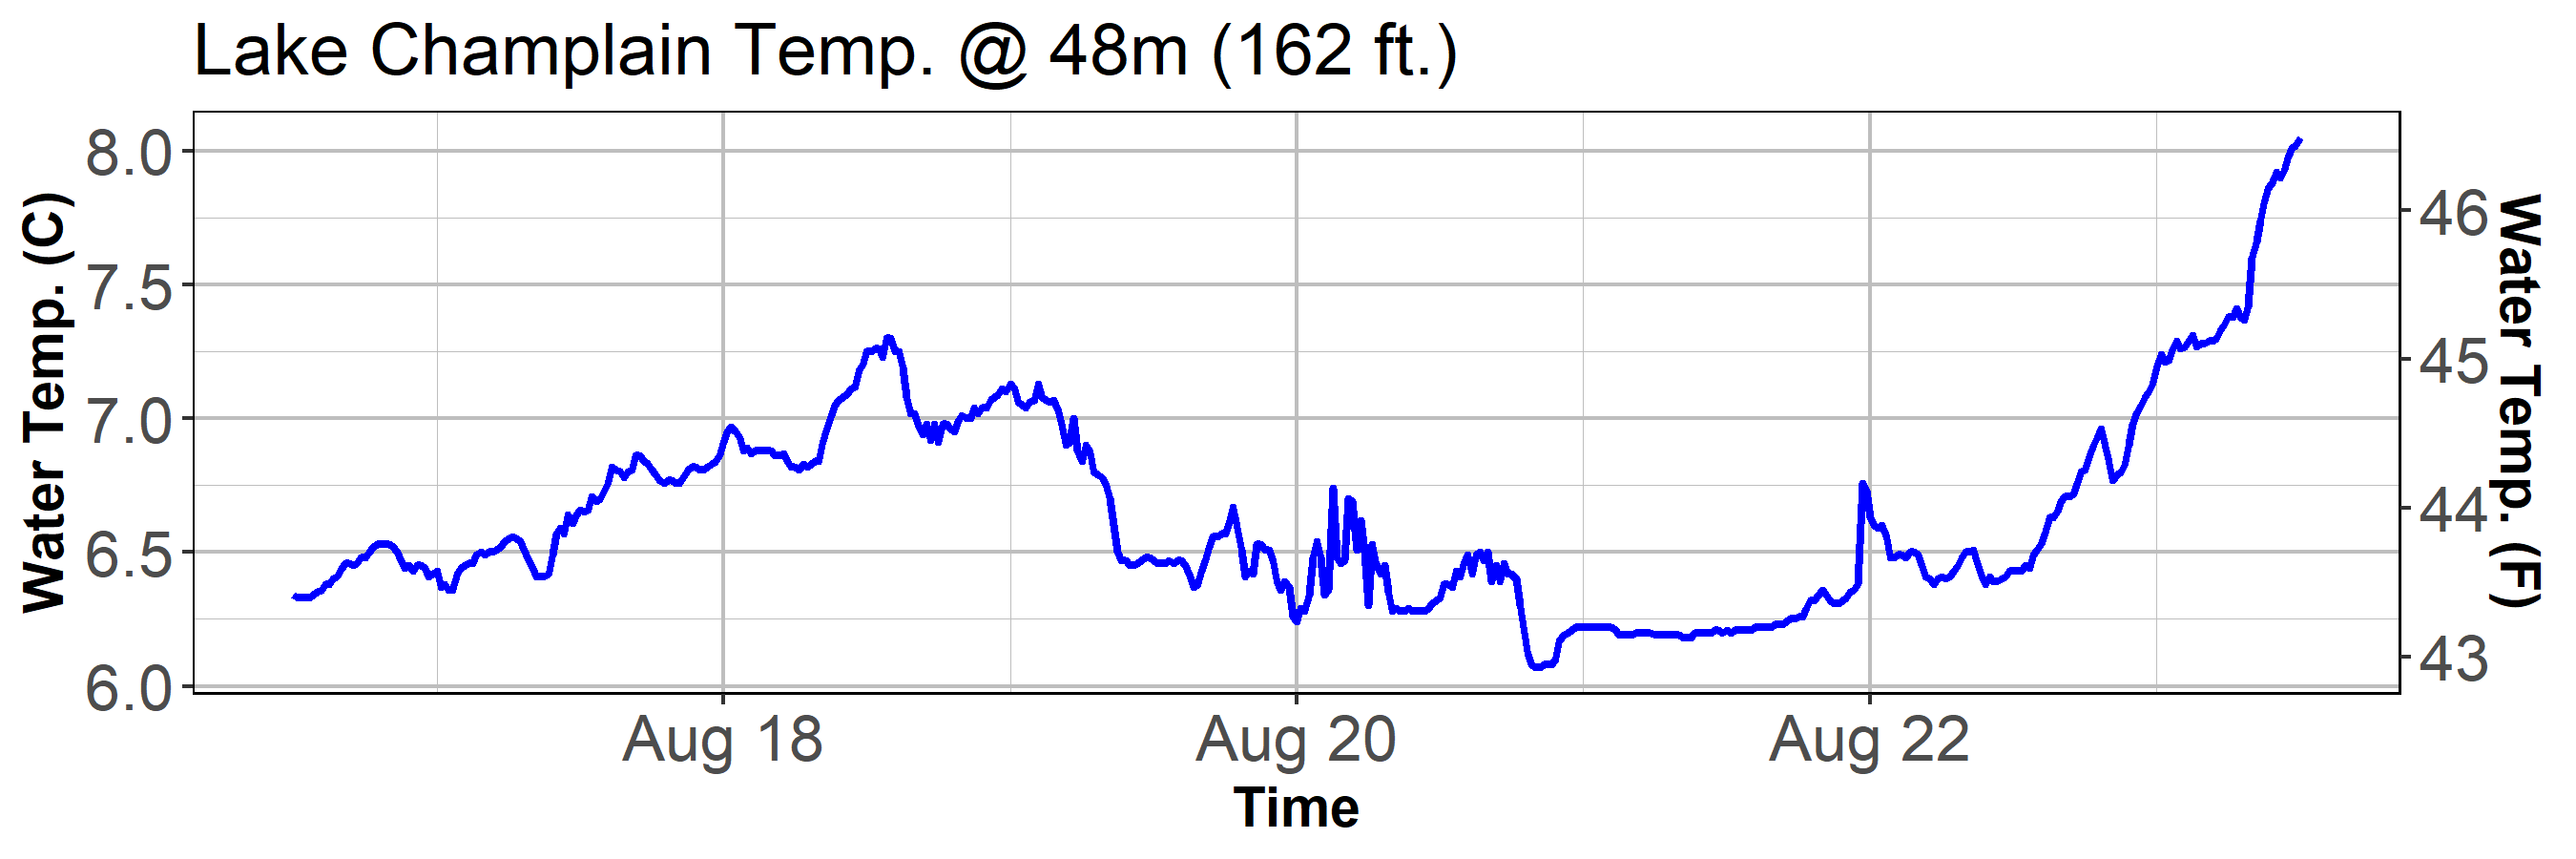 Lake Champlain Temp. @ 48m (162 ft.)
Water Temp. (C)
8.0
7.5
7.0
6.5
6.0
46
45
44
43
Water Temp. (F)
Aug 18
Aug 20
Aug 22
Time